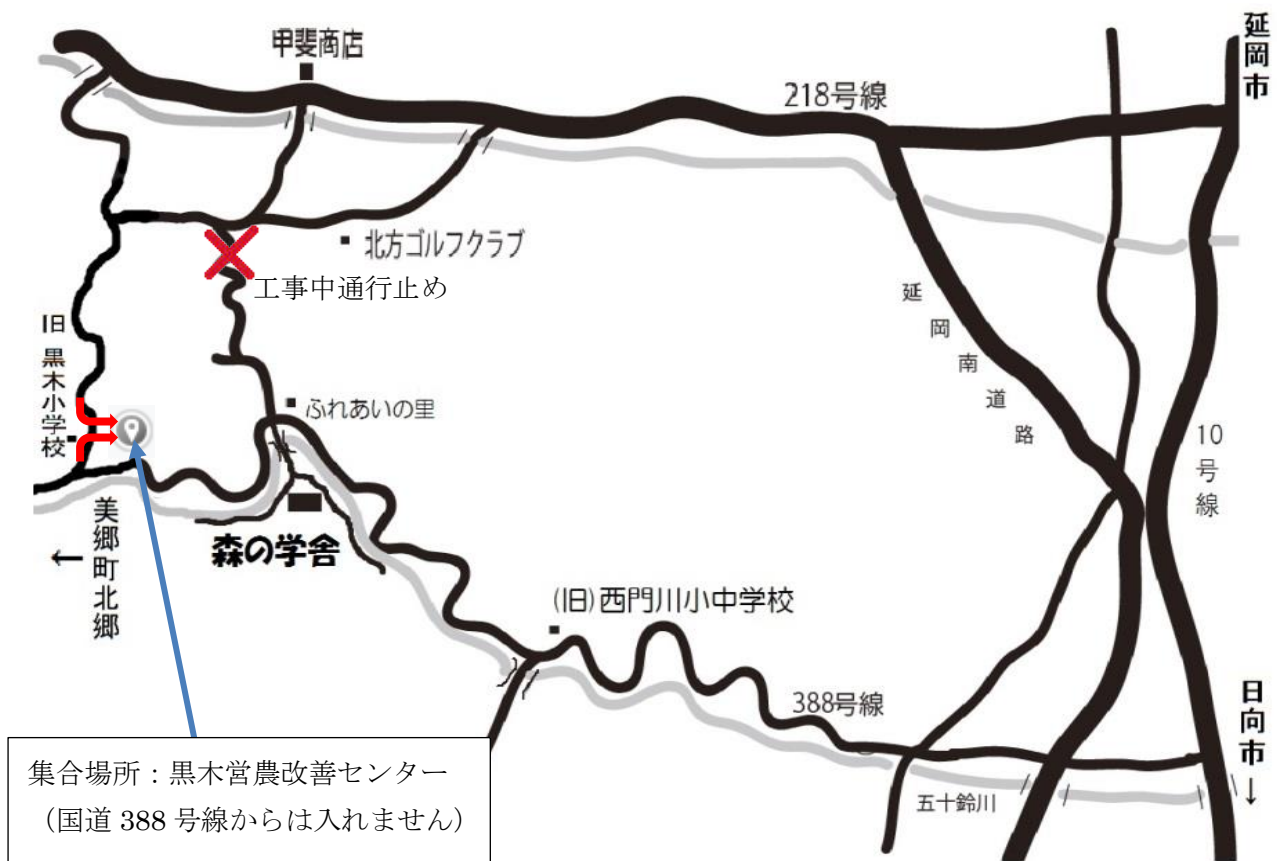 延岡市
甲斐商店
218号線
北方ゴルフクラブ
工事中通行止め
延岡南道路
旧 黒木小学校
ふれあいの里
10号線
美郷町北郷
←
森の学舎
(旧)西門川小中学校
388号線
日向市
↓
五十鈴川
集合場所：黒木営農改善センター
（国道 388 号線からは入れません）